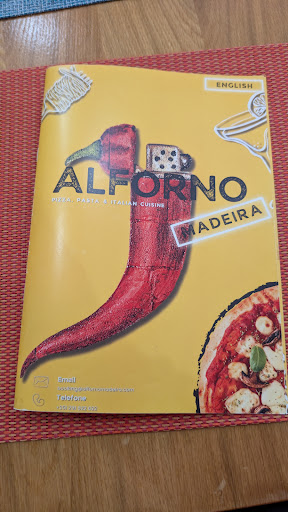 ENGLISH
ALFORNO
PIZZA, PASTA & ITALIAN CUISINE
MADEIRA
Email
Telefone